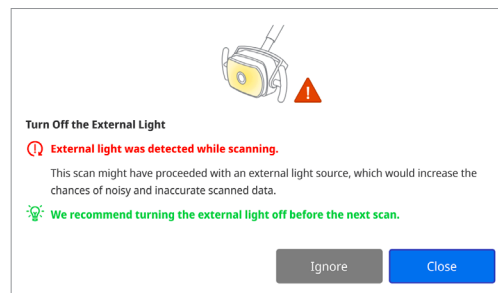 Turn Off the External Light
External light was detected while scanning.
This scan might have proceeded with an external light source, which would increase the
chances of noisy and inaccurate scanned data.
We recommend turning the external light off before the next scan.
Ignore
Close